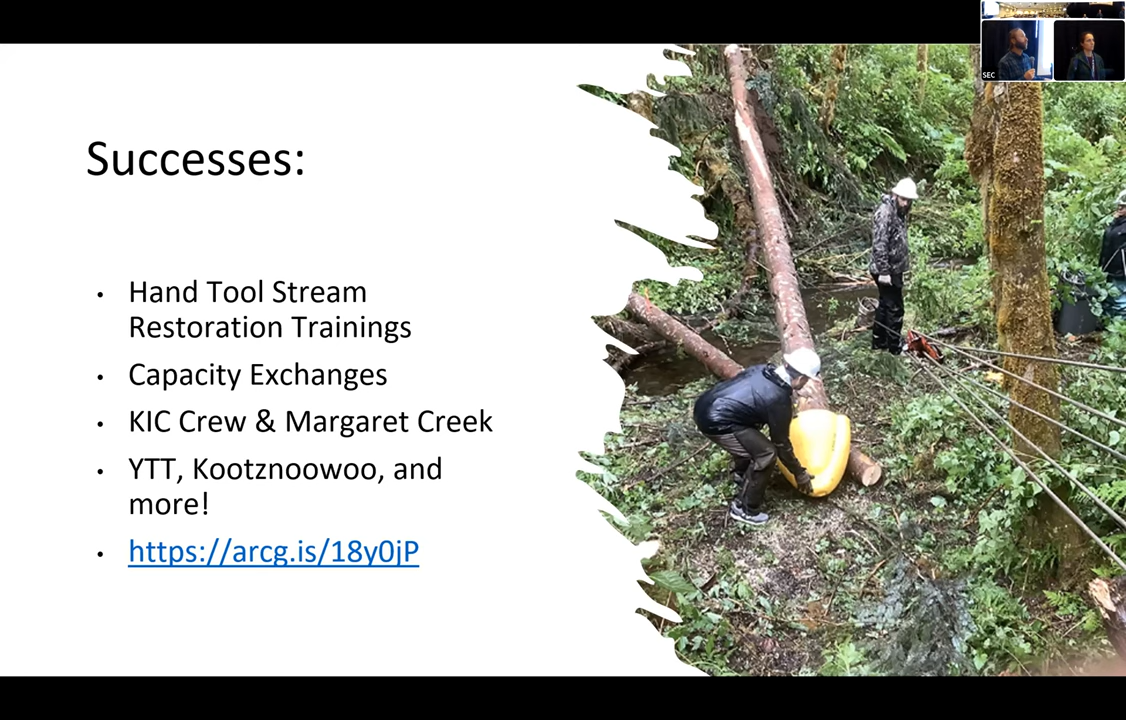 SEC
Successes:
• Hand Tool Stream
Restoration Trainings
• Capacity Exchanges
• KIC Crew & Margaret Creek
• YTT, Kootznoowoo, and
more!
• https://arcg.is/18y0jP